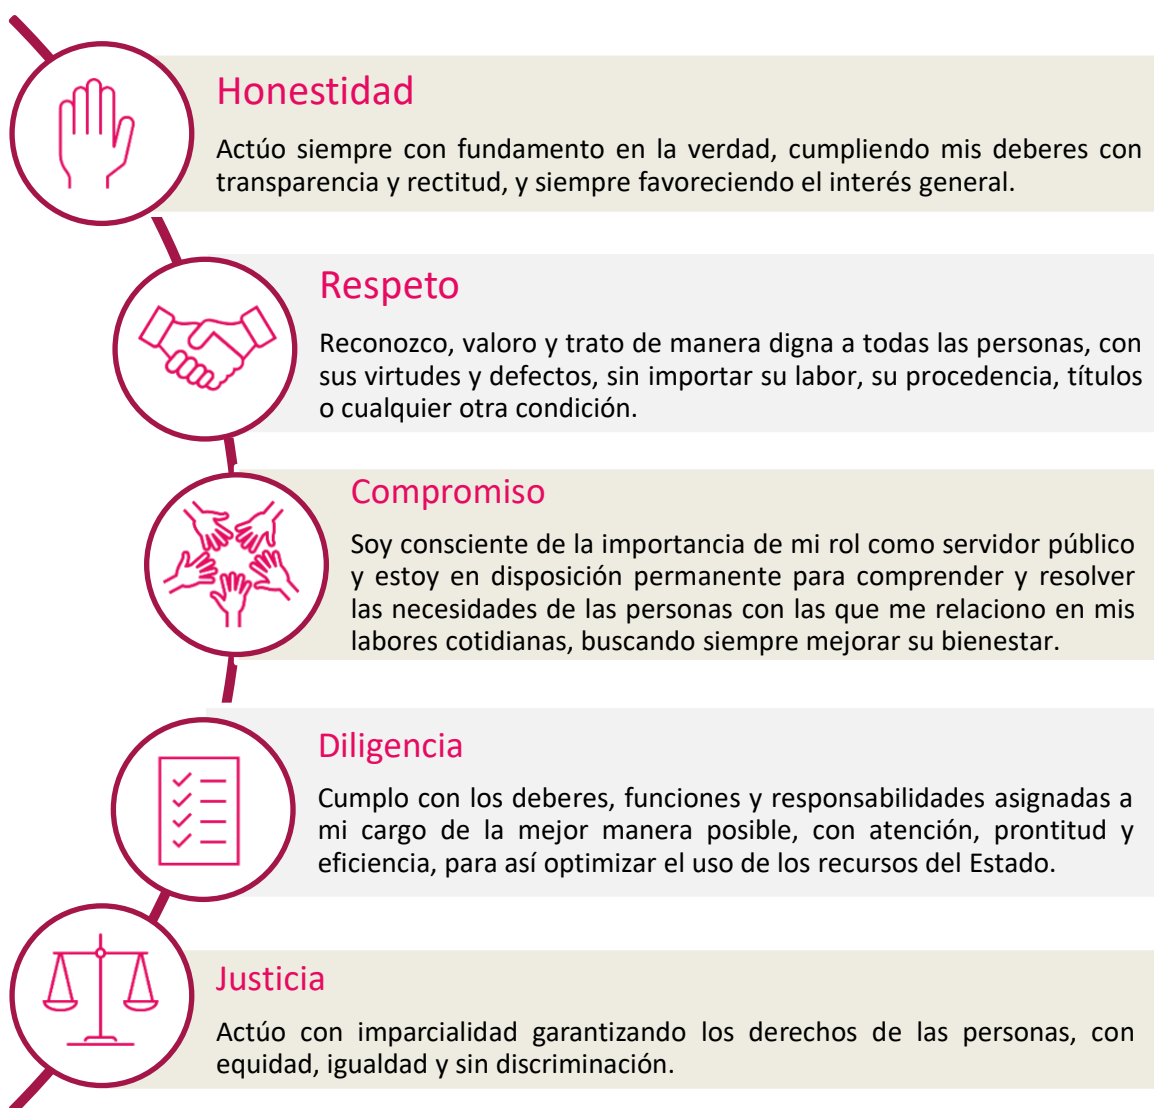 Honestidad
Actúo siempre con fundamento en la verdad, cumpliendo mis deberes con
transparencia y rectitud, y siempre favoreciendo el interés general.
Respeto
Reconozco, valoro y trato de manera digna a todas las personas, con
sus virtudes y defectos, sin importar su labor, su procedencia, títulos
o cualquier otra condición.
Compromiso
Soy consciente de la importancia de mi rol como servidor público
y estoy en disposición permanente para comprender y resolver
las necesidades de las personas con las que me relaciono en mis
labores cotidianas, buscando siempre mejorar su bienestar.
Diligencia
Cumplo con los deberes, funciones y responsabilidades asignadas a
mi cargo de la mejor manera posible, con atención, prontitud y
eficiencia, para así optimizar el uso de los recursos del Estado.
Justicia
Actúo con imparcialidad garantizando los derechos de las personas, con
equidad, igualdad y sin discriminación.